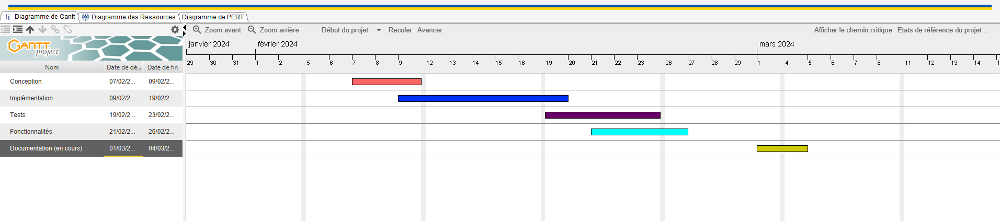 Diagramme de Gantt Diagramme des Ressources Diagramme de PERT
Zoom avant Zoom arrière Début du projet Reculer Avancer Afficher le chemin critique Etats de référence du projet ...
GANTT project
janvier 2024 février 2024 mars 2024
29 30 31 1 2 5 6 7 8 9 12 13 14 15 16 19 20 21 22 23 26 27 28 29 1 4 5 6 7 8 11 12 13 14 1
Nom Date de dé... Date de fin
Conception 07/02/2... 09/02/2...
Implémentation 09/02/2... 19/02/2...
Tests 19/02/2... 23/02/2...
Fonctionnalités 21/02/2... 26/02/2...
Documentation (en cours) 01/03/2... 04/03/2...